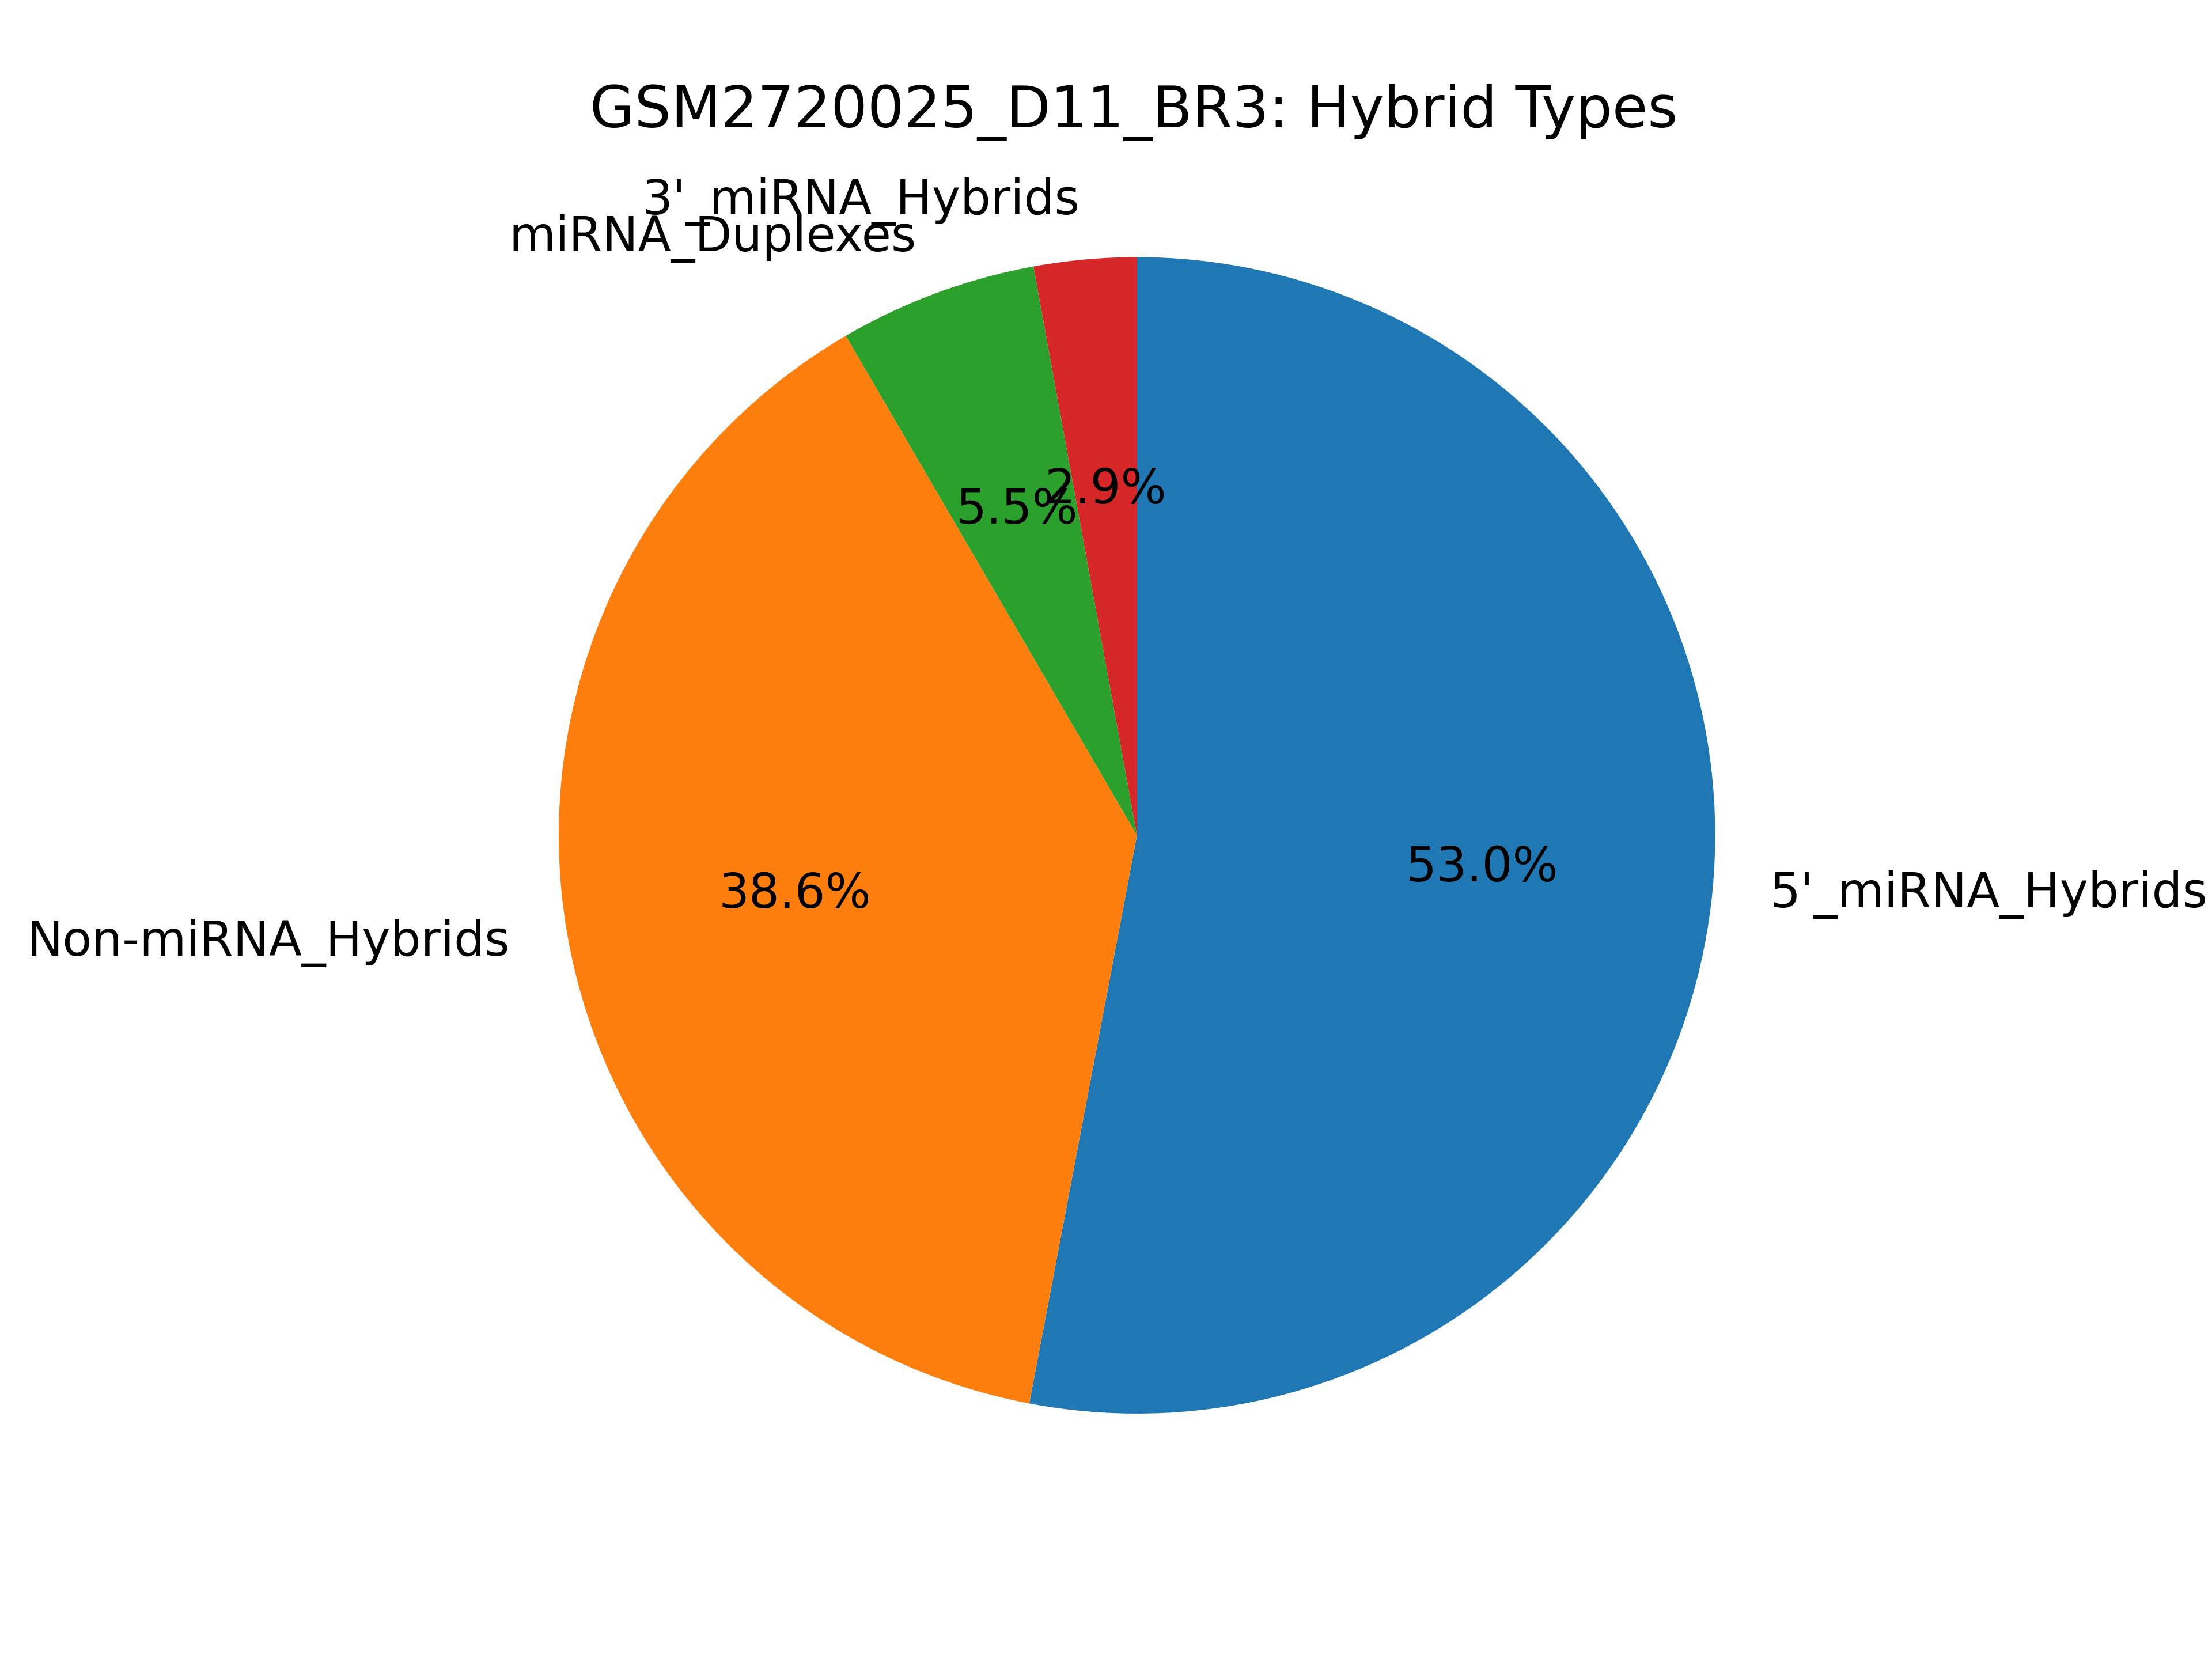 GSM2720025_D11_BR3: Hybrid Types
3'_miRNA_Hybrids
miRNA_Duplexes
2.9%
5.5%
53.0%
38.6%
5'_miRNA_Hybrids
Non-miRNA_Hybrids